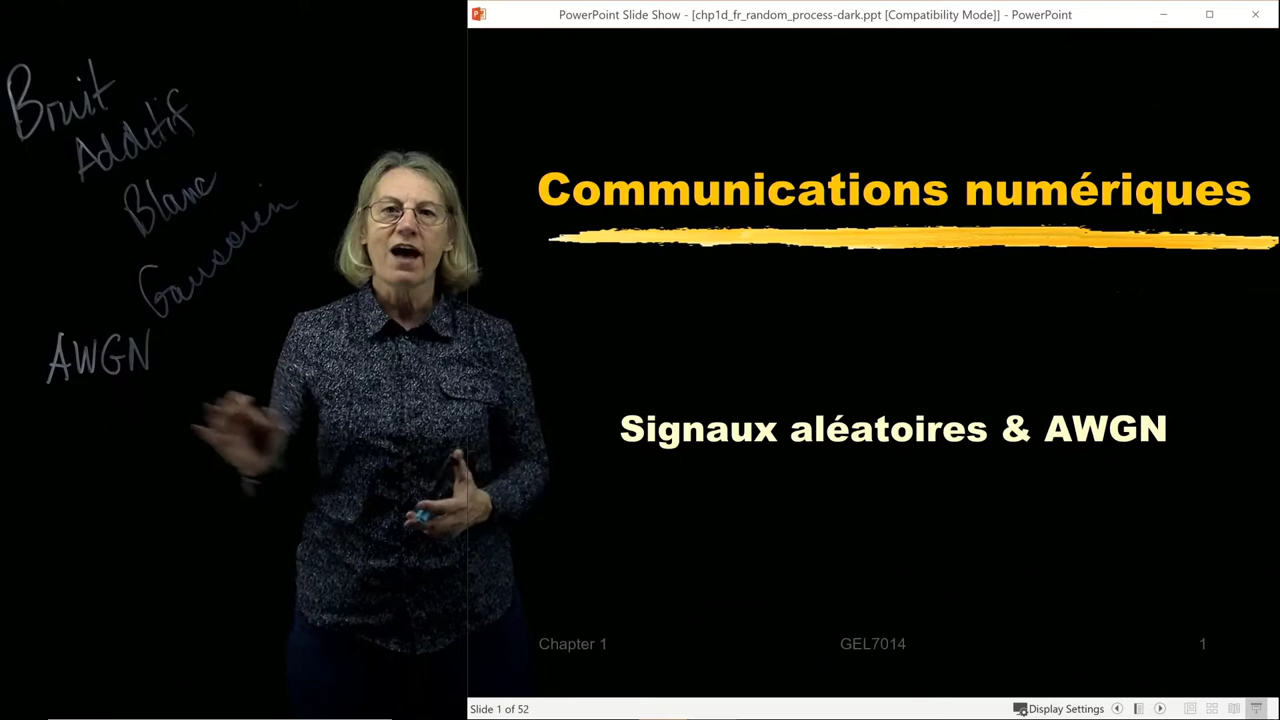 PowerPoint Slide Show - [chp1d_fr_random_process-dark.ppt [Compatibility Mode]] - PowerPoint
Bruit
Additif
Blanc
Gaussien
AWGN
Communications numériques
Signaux aléatoires & AWGN
Chapter 1
GEL7014
1
Slide 1 of 52
Display Settings